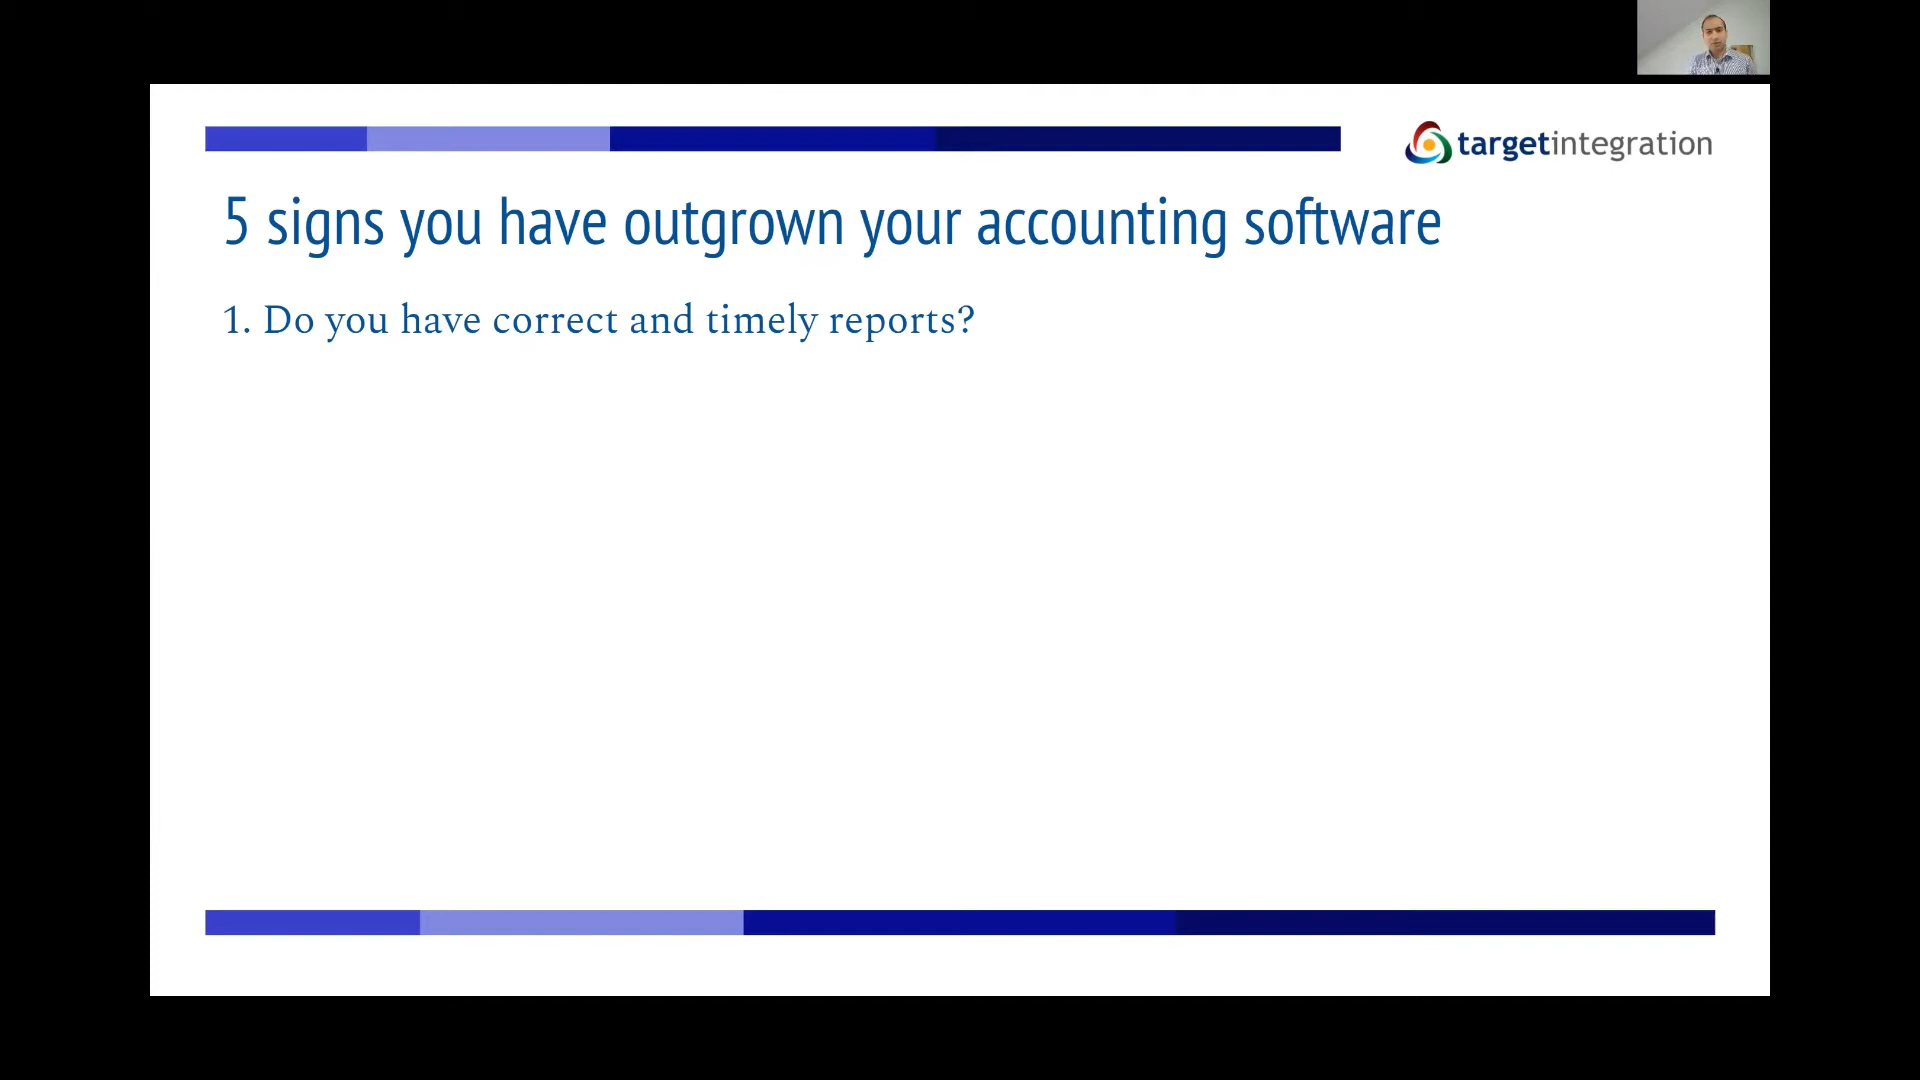 targetintegration
5 signs you have outgrown your accounting software
1. Do you have correct and timely reports?